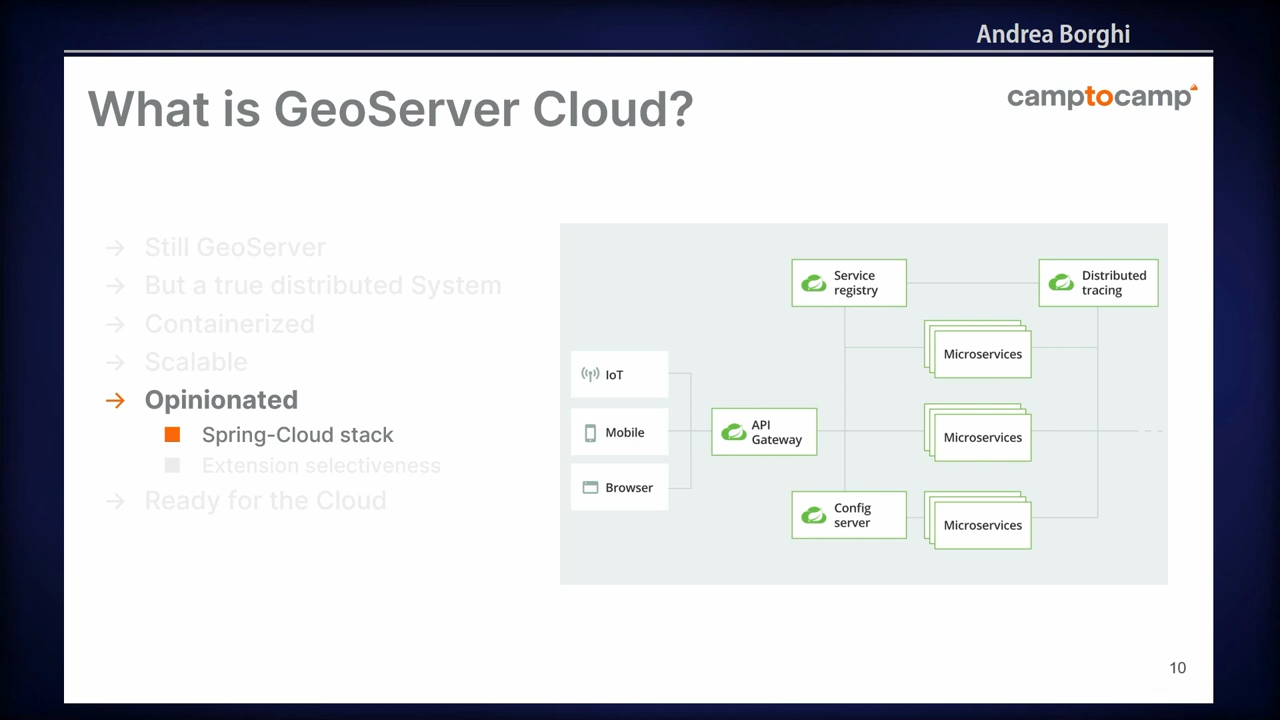 Andrea Borghi
What is GeoServer Cloud?
camptocamp
→ Still GeoServer
→ But a true distributed System
→ Containerized
→ Scalable
→ Opinionated
■ Spring-Cloud stack
■ Extension selectiveness
→ Ready for the Cloud
Service
registry
Distributed
tracing
Microservices
IoT
Mobile
Browser
API
Gateway
Microservices
Config
server
Microservices
10